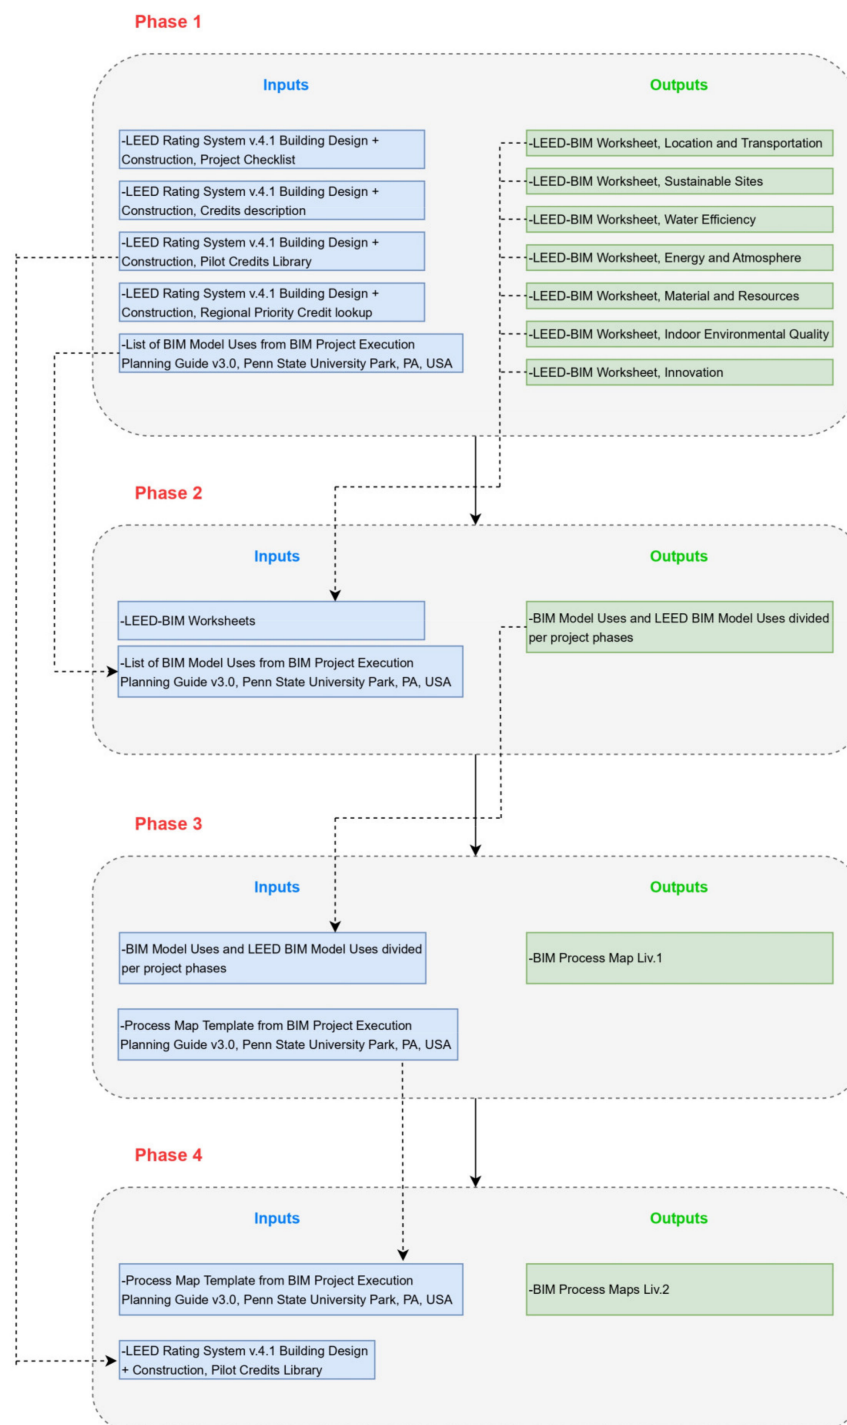 Phase 1
Inputs
Outputs
-LEED Rating System v.4.1 Building Design +
Construction, Project Checklist
-LEED Rating System v.4.1 Building Design +
Construction, Credits description
-LEED Rating System v.4.1 Building Design +
Construction, Pilot Credits Library
-LEED Rating System v.4.1 Building Design +
Construction, Regional Priority Credit lookup
-List of BIM Model Uses from BIM Project Execution
Planning Guide v3.0, Penn State University Park, PA, USA
-LEED-BIM Worksheet, Location and Transportation
-LEED-BIM Worksheet, Sustainable Sites
-LEED-BIM Worksheet, Water Efficiency
-LEED-BIM Worksheet, Energy and Atmosphere
-LEED-BIM Worksheet, Material and Resources
-LEED-BIM Worksheet, Indoor Environmental Quality
-LEED-BIM Worksheet, Innovation
Phase 2
Inputs
Outputs
-LEED-BIM Worksheets
-List of BIM Model Uses from BIM Project Execution
Planning Guide v3.0, Penn State University Park, PA, USA
-BIM Model Uses and LEED BIM Model Uses divided
per project phases
Phase 3
Inputs
Outputs
-BIM Model Uses and LEED BIM Model Uses divided
per project phases
-Process Map Template from BIM Project Execution
Planning Guide v3.0, Penn State University Park, PA, USA
-BIM Process Map Liv.1
Phase 4
Inputs
Outputs
-Process Map Template from BIM Project Execution
Planning Guide v3.0, Penn State University Park, PA, USA
-LEED Rating System v.4.1 Building Design
+ Construction, Pilot Credits Library
-BIM Process Maps Liv.2